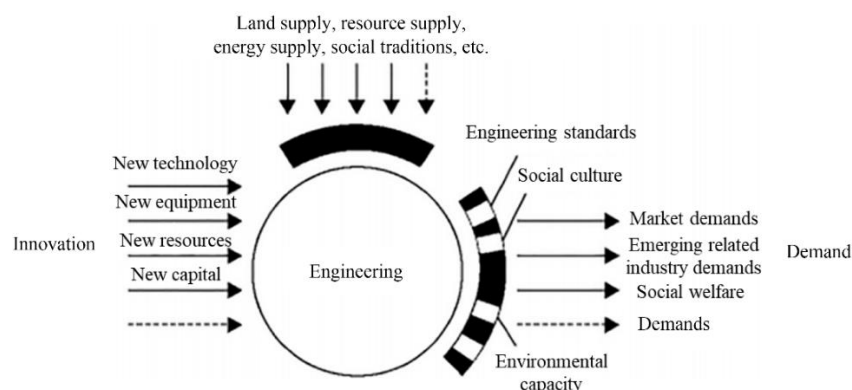 Land supply, resource supply,
energy supply, social traditions, etc.
Engineering standards
Social culture
New technology
New equipment
New resources
New capital
Innovation
Engineering
Market demands
Emerging related
industry demands
Social welfare
Demands
Demand
Environmental
capacity